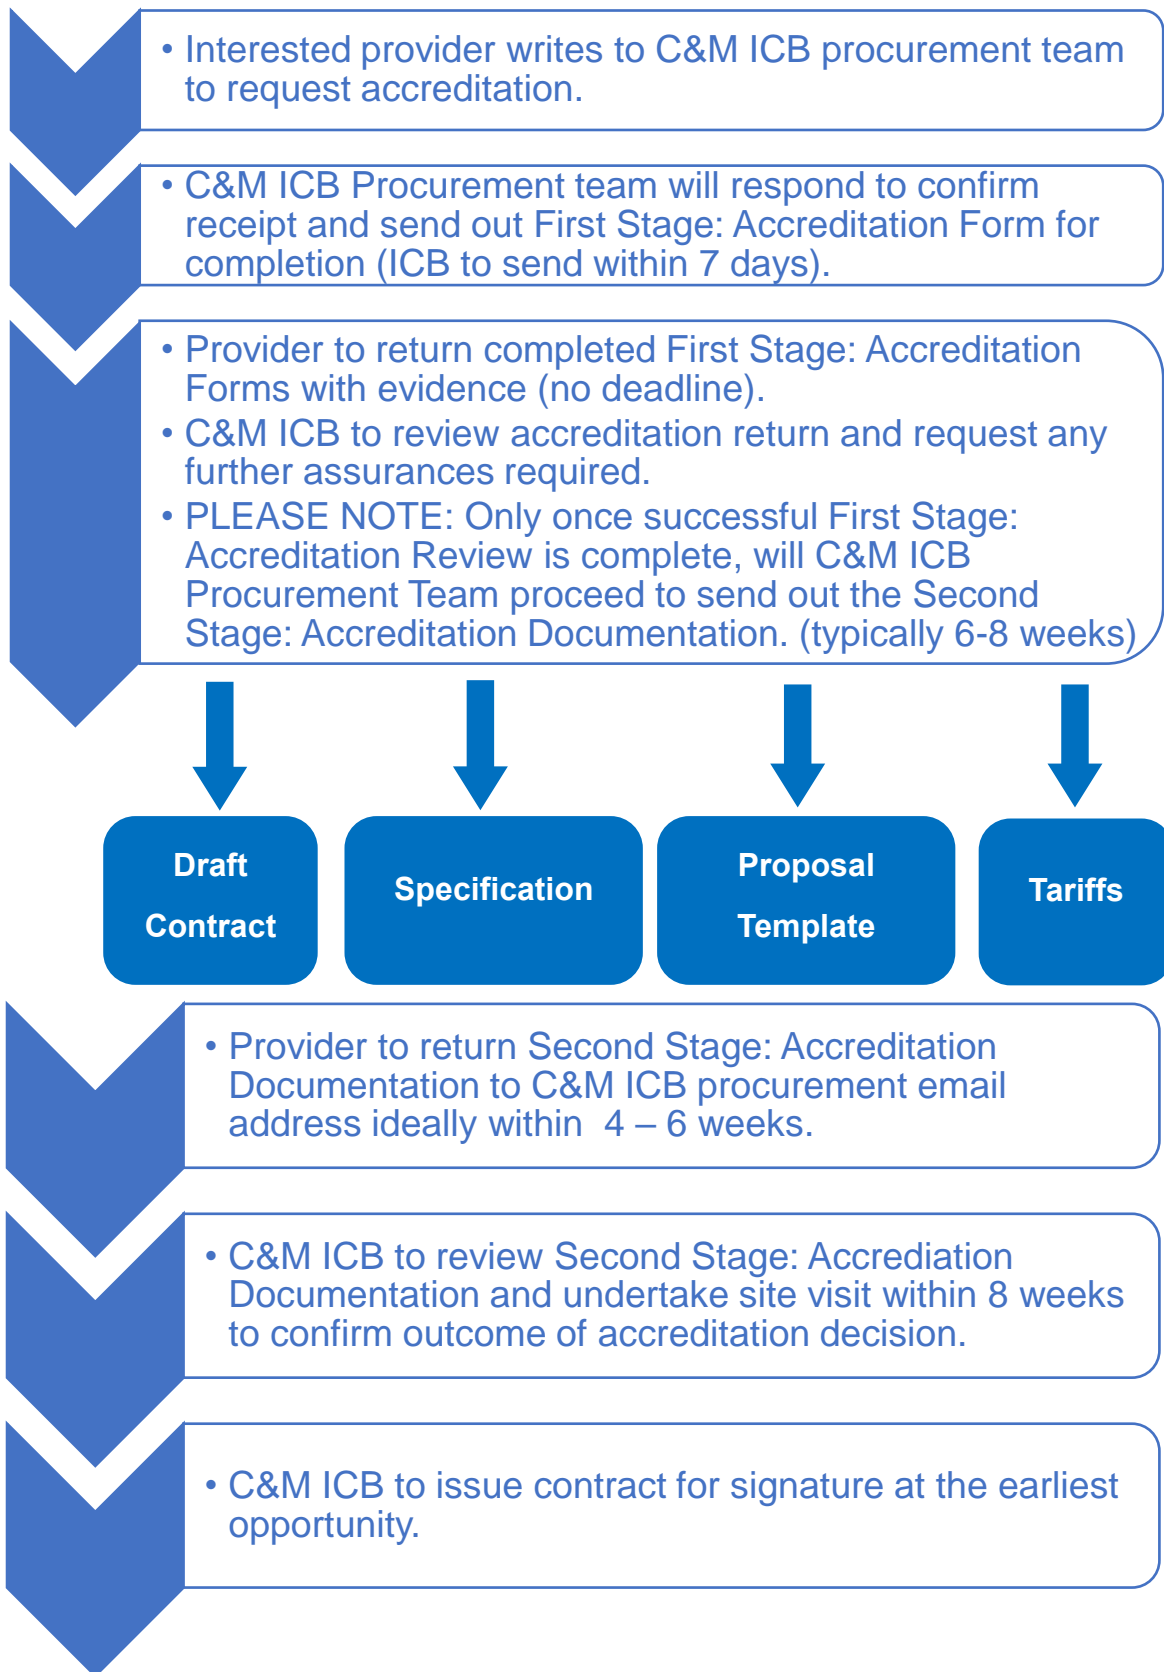 • Interested provider writes to C&M ICB procurement team
to request accreditation.
• C&M ICB Procurement team will respond to confirm
receipt and send out First Stage: Accreditation Form for
completion (ICB to send within 7 days).
• Provider to return completed First Stage: Accreditation
Forms with evidence (no deadline).
• C&M ICB to review accreditation return and request any
further assurances required.
• PLEASE NOTE: Only once successful First Stage:
Accreditation Review is complete, will C&M ICB
Procurement Team proceed to send out the Second
Stage: Accreditation Documentation. (typically 6-8 weeks)
Draft
Contract
Specification
Proposal
Template
Tariffs
• Provider to return Second Stage: Accreditation
Documentation to C&M ICB procurement email
address ideally within  4 – 6 weeks.
• C&M ICB to review Second Stage: Accrediation
Documentation and undertake site visit within 8 weeks
to confirm outcome of accreditation decision.
• C&M ICB to issue contract for signature at the earliest
opportunity.